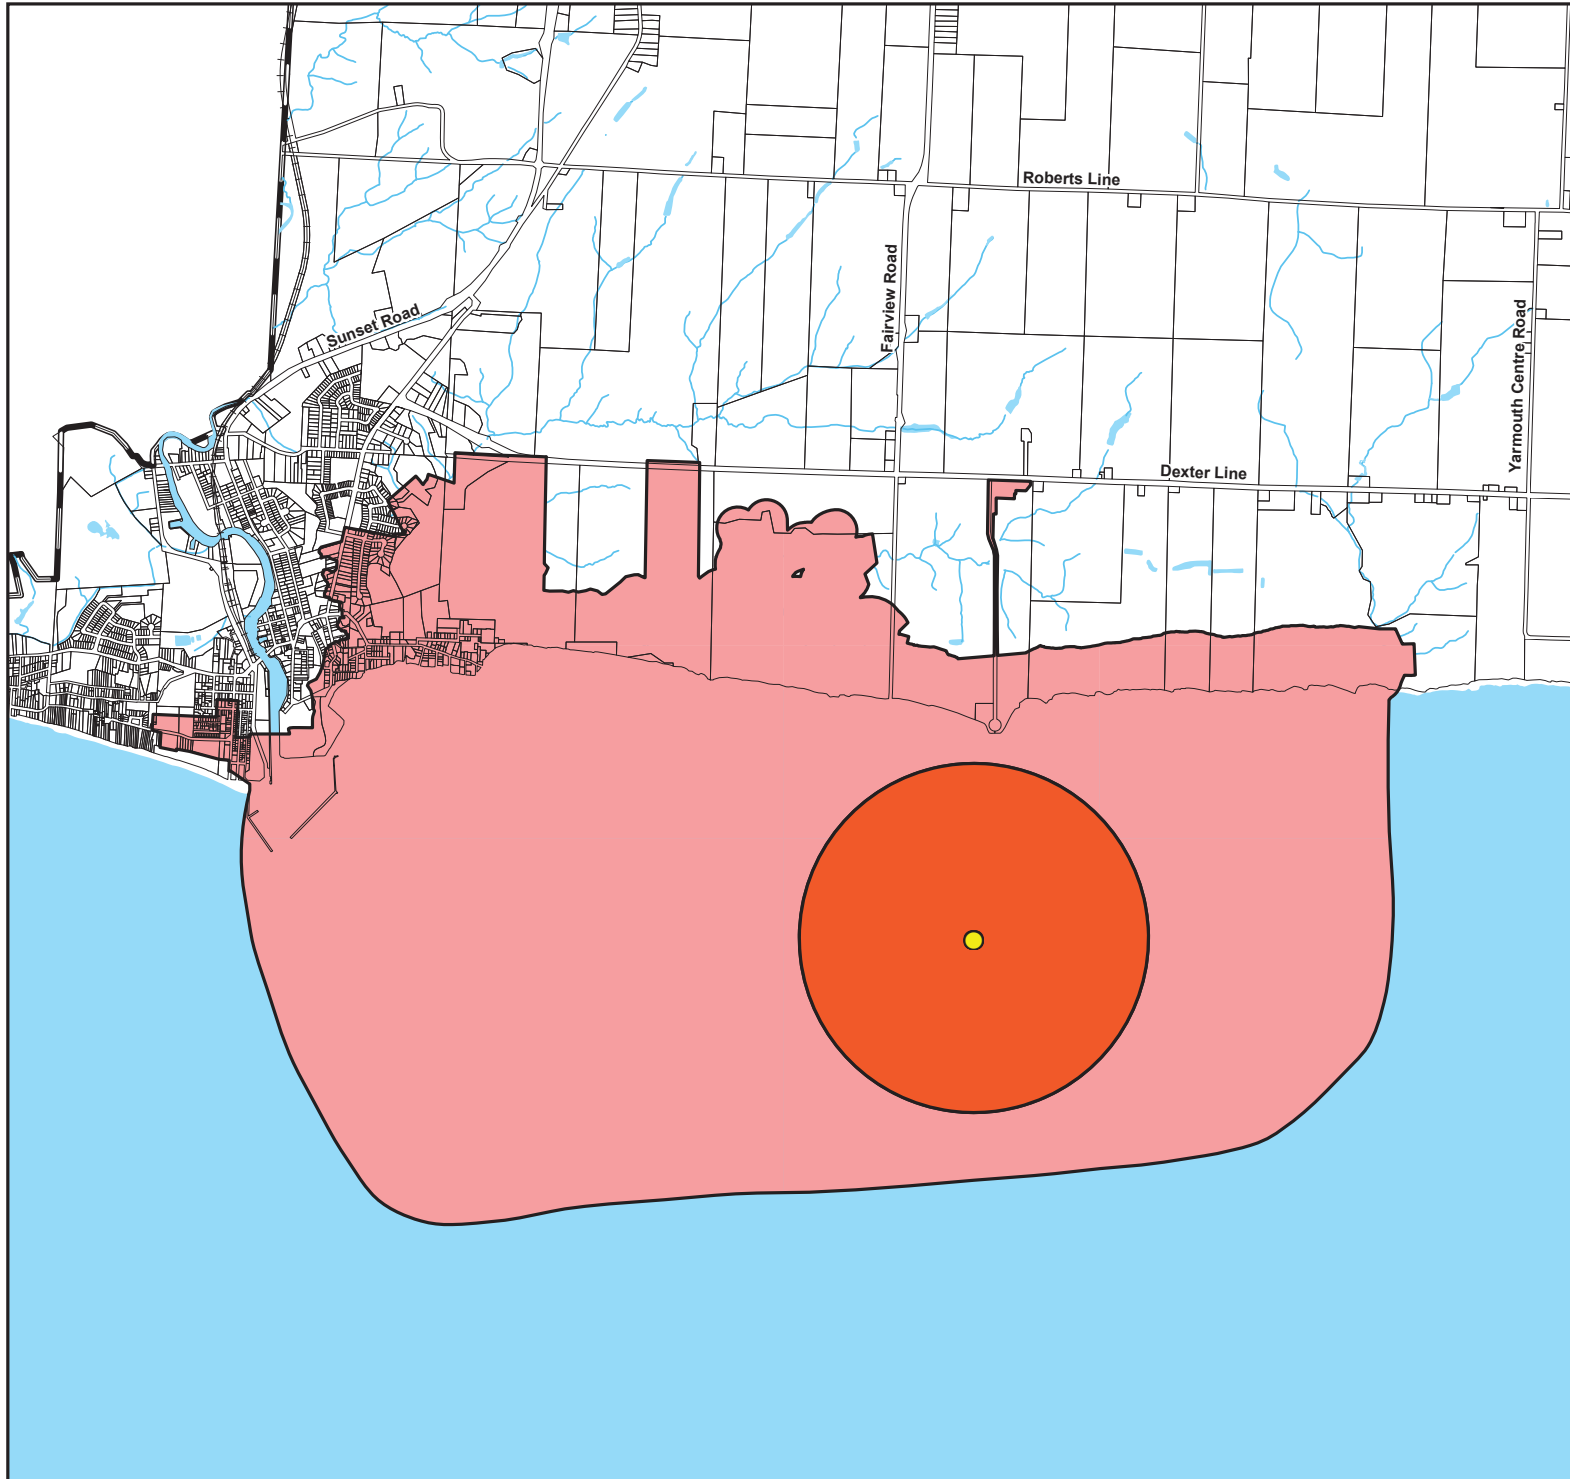 Roberts Line
Fairview Road
Sunset Road
Yarmouth Centre Road
Dexter Line